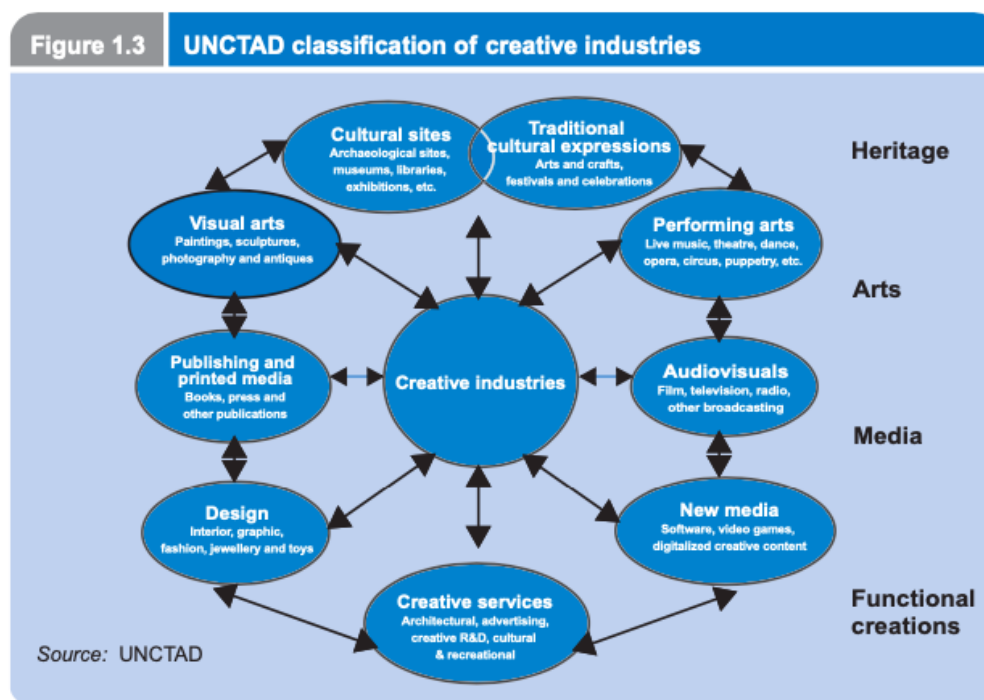 Figure 1.3
UNCTAD classification of creative industries
Cultural sites
Archaeological sites,
museums, libraries,
exhibitions, etc.
Traditional
cultural expressions
Arts and crafts,
festivals and celebrations
Heritage
Visual arts
Paintings, sculptures,
photography and antiques
Performing arts
Live music, theatre, dance,
opera, circus, puppetry, etc.
Arts
Publishing and
printed media
Books, press and
other publications
Creative industries
Audiovisuals
Film, television, radio,
other broadcasting
Media
Design
Interior, graphic,
fashion, jewellery and toys
New media
Software, video games,
digitalized creative content
Creative services
Architectural, advertising,
creative R&D, cultural
& recreational
Functional
creations
Source: UNCTAD